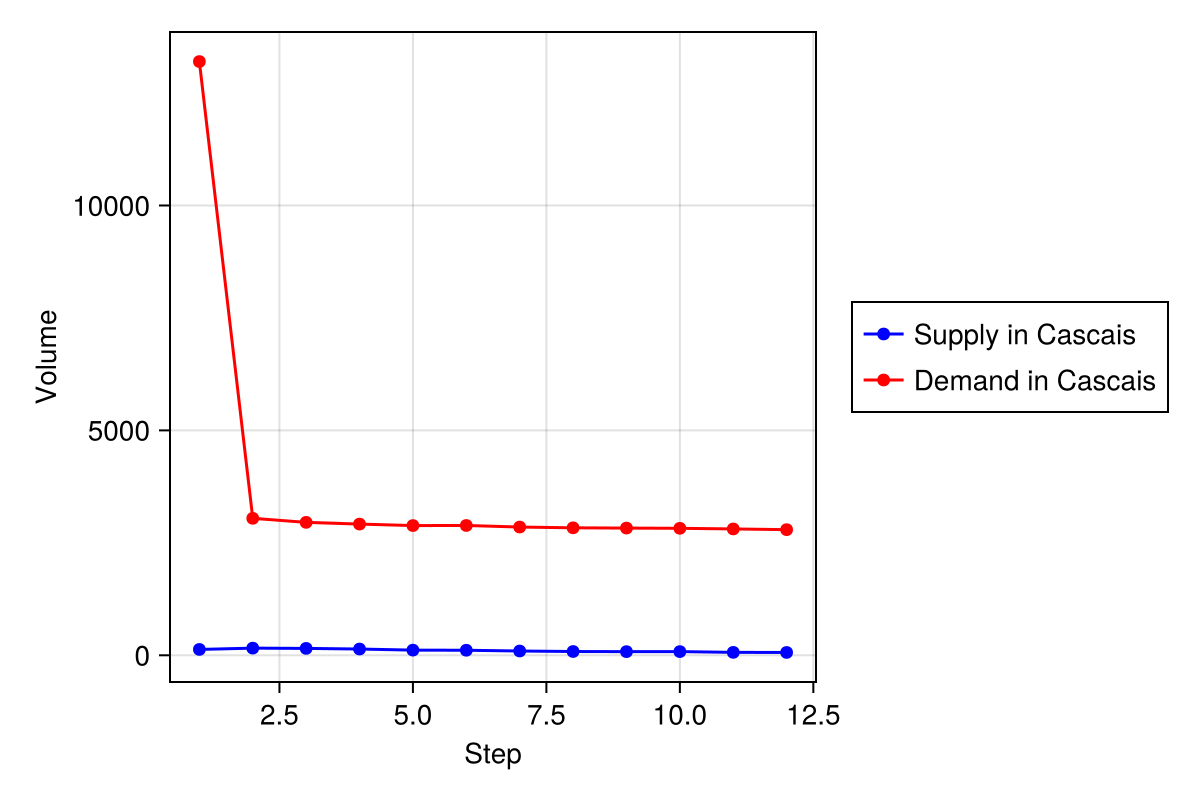 10000
5000
0
Volume
2.5 5.0 7.5 10.0 12.5
Step
Supply in Cascais
Demand in Cascais